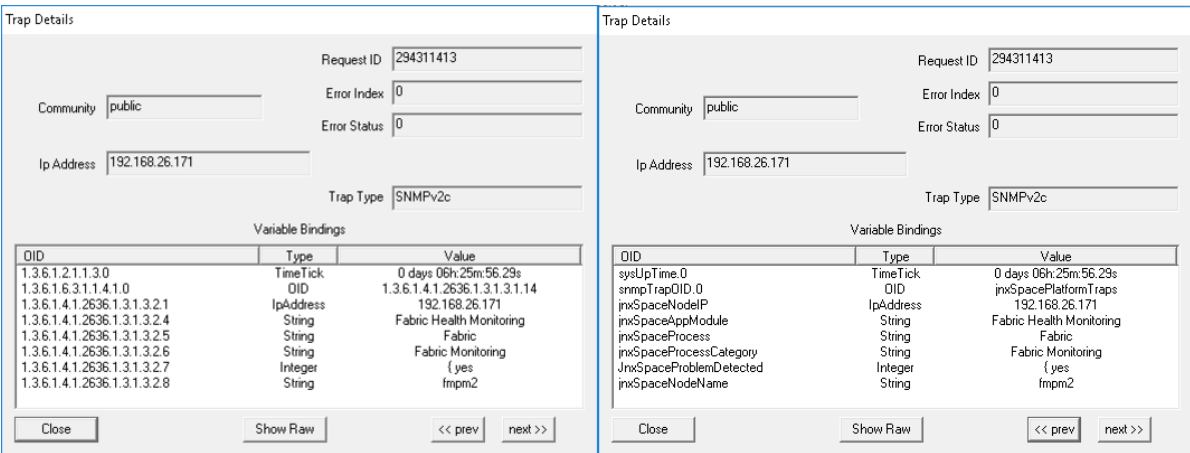 Trap Details
Request ID 294311413
Community public
Error Index 0
Error Status 0
Ip Address 192.168.26.171
Trap Type SNMPv2c
Variable Bindings
OID Type Value
1.3.6.1.2.1.1.3.0 TimeTick 0 days 06h:25m:56.29s
1.3.6.1.6.3.1.1.4.1.0 OID 1.3.6.1.4.1.2636.1.3.1.3.1.14
1.3.6.1.4.1.2636.1.3.1.3.2.1 IpAddress 192.168.26.171
1.3.6.1.4.1.2636.1.3.1.3.2.4 String Fabric Health Monitoring
1.3.6.1.4.1.2636.1.3.1.3.2.5 String Fabric
1.3.6.1.4.1.2636.1.3.1.3.2.6 String Fabric Monitoring
1.3.6.1.4.1.2636.1.3.1.3.2.7 Integer { yes
1.3.6.1.4.1.2636.1.3.1.3.2.8 String fmpm2
Close Show Raw << prev next >>
Trap Details
Request ID 294311413
Community public
Error Index 0
Error Status 0
Ip Address 192.168.26.171
Trap Type SNMPv2c
Variable Bindings
OID Type Value
sysUpTime.0 TimeTick 0 days 06h:25m:56.29s
snmpTrapOID.0 OID jnxSpacePlatformTraps
jnxSpaceNodeIP IpAddress 192.168.26.171
jnxSpaceAppModule String Fabric Health Monitoring
jnxSpaceProcess String Fabric
jnxSpaceProcessCategory String Fabric Monitoring
JnxSpaceProblemDetected Integer { yes
jnxSpaceNodeName String fmpm2
Close Show Raw << prev next >>